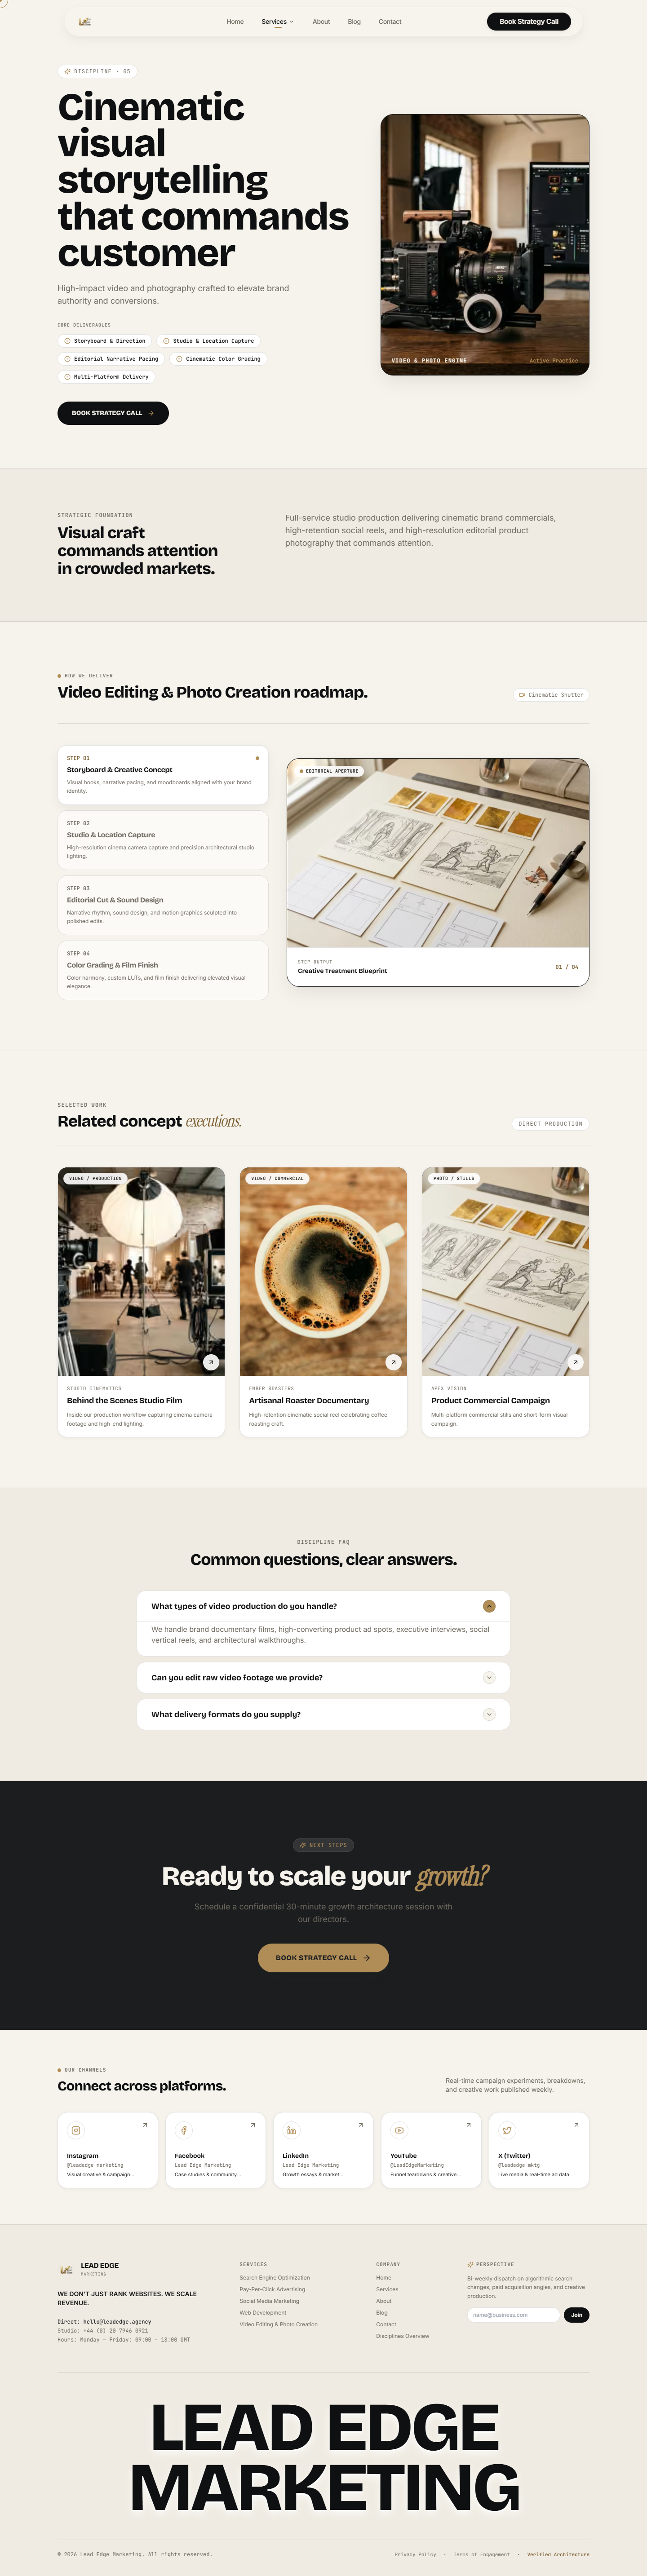 Home
Services
About
Blog
Contact
Book Strategy Call
DISCIPLINE · 05
Cinematic
visual
storytelling
that commands
customer
High-impact video and photography crafted to elevate brand
authority and conversions.
CORE DELIVERABLES
Storyboard & Direction
Studio & Location Capture
Editorial Narrative Pacing
Cinematic Color Grading
Multi-Platform Delivery
BOOK STRATEGY CALL
VIDEO & PHOTO ENGINE
Active Practice
STRATEGIC FOUNDATION
Visual craft
commands attention
in crowded markets.
Full-service studio production delivering cinematic brand commercials,
high-retention social reels, and high-resolution editorial product
photography that commands attention.
HOW WE DELIVER
Video Editing & Photo Creation roadmap.
Cinematic Shutter
STEP 01
Storyboard & Creative Concept
Visual hooks, narrative pacing, and moodboards aligned with your brand
identity.
STEP 02
Studio & Location Capture
High-resolution cinema camera capture and precision architectural studio
lighting.
STEP 03
Editorial Cut & Sound Design
Narrative rhythm, sound design, and motion graphics sculpted into
polished edits.
STEP 04
Color Grading & Film Finish
Color harmony, custom LUTs, and film finish delivering elevated visual
elegance.
EDITORIAL APERTURE
STEP OUTPUT
Creative Treatment Blueprint
01 / 04
SELECTED WORK
Related concept executions.
DIRECT PRODUCTION
VIDEO / PRODUCTION
STUDIO CINEMATICS
Behind the Scenes Studio Film
Inside our production workflow capturing cinema camera
footage and high-end lighting.
VIDEO / COMMERCIAL
EMBER ROASTERS
Artisanal Roaster Documentary
High-retention cinematic social reel celebrating coffee
roasting craft.
PHOTO / STILLS
APEX VISION
Product Commercial Campaign
Multi-platform commercial stills and short-form visual
campaign.
DISCIPLINE FAQ
Common questions, clear answers.
What types of video production do you handle?
We handle brand documentary films, high-converting product ad spots, executive interviews, social
vertical reels, and architectural walkthroughs.
Can you edit raw video footage we provide?
What delivery formats do you supply?
NEXT STEPS
Ready to scale your growth?
Schedule a confidential 30-minute growth architecture session with
our directors.
BOOK STRATEGY CALL
OUR CHANNELS
Connect across platforms.
Real-time campaign experiments, breakdowns,
and creative work published weekly.
Instagram
@leadedge_marketing
Visual creative & campaign...
Facebook
Lead Edge Marketing
Case studies & community...
LinkedIn
Lead Edge Marketing
Growth essays & market...
YouTube
@LeadEdgeMarketing
Funnel teardowns & creative...
X (Twitter)
@leadedge_mktg
Live media & real-time ad data
LEAD EDGE
MARKETING
WE DON'T JUST RANK WEBSITES. WE SCALE
REVENUE.
Direct: hello@leadedge.agency
Studio: +44 (0) 20 7946 0921
Hours: Monday – Friday: 09:00 – 18:00 GMT
SERVICES
Search Engine Optimization
Pay-Per-Click Advertising
Social Media Marketing
Web Development
Video Editing & Photo Creation
COMPANY
Home
Services
About
Blog
Contact
Disciplines Overview
PERSPECTIVE
Bi-weekly dispatch on algorithmic search
changes, paid acquisition angles, and creative
production.
name@business.com
Join
LEAD EDGE
MARKETING
© 2026 Lead Edge Marketing. All rights reserved.
Privacy Policy · Terms of Engagement · Verified Architecture